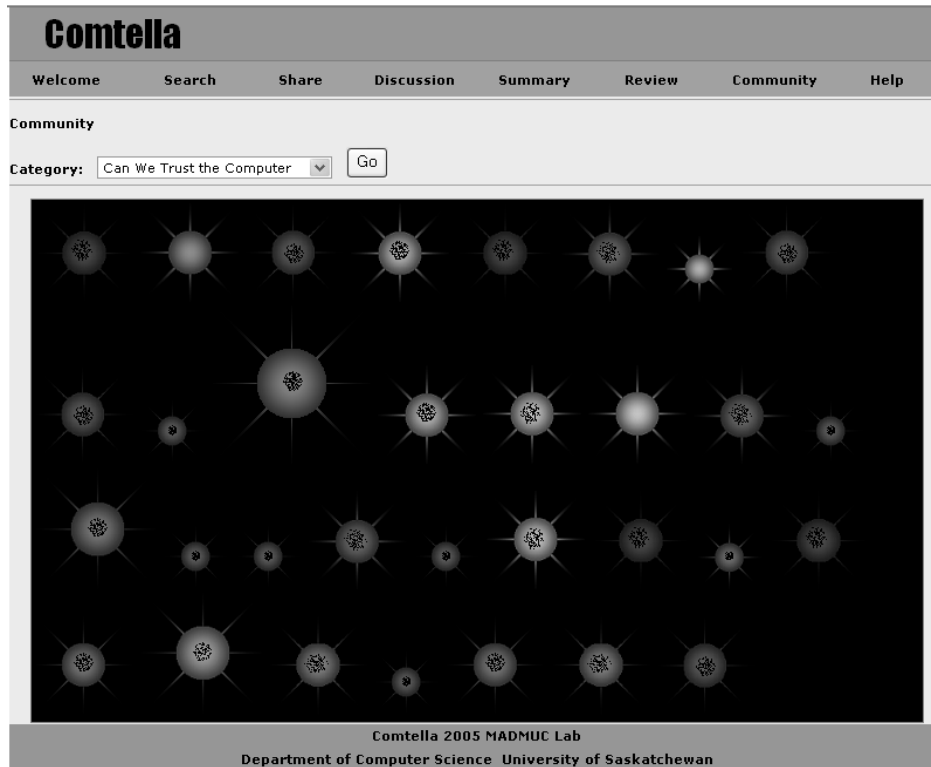 Comtella
Welcome Search Share Discussion Summary Review Community Help
Community
Category: Can We Trust the Computer Go
Comtella 2005 MADMUC Lab
Department of Computer Science University of Saskatchewan